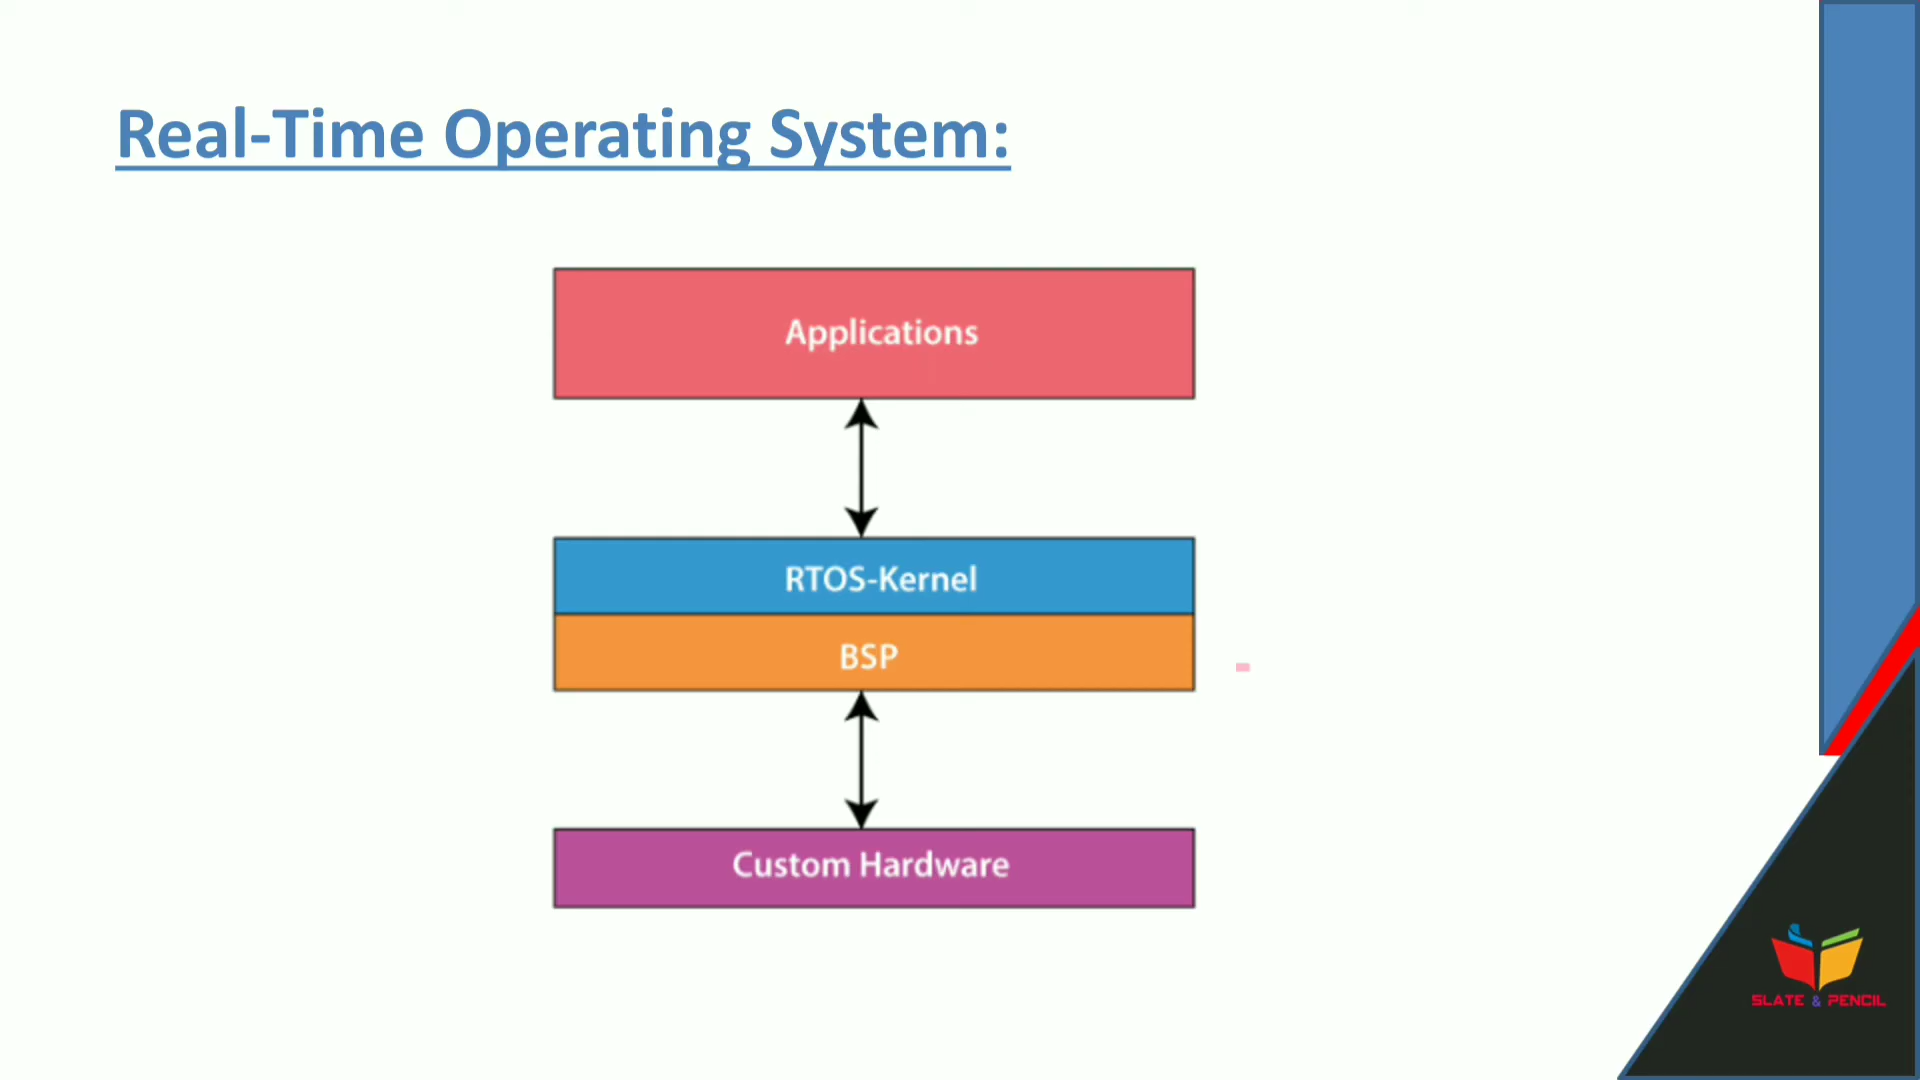 Real-Time Operating System:
Applications
RTOS-Kernel
BSP
Custom Hardware
SLATE & PENCIL